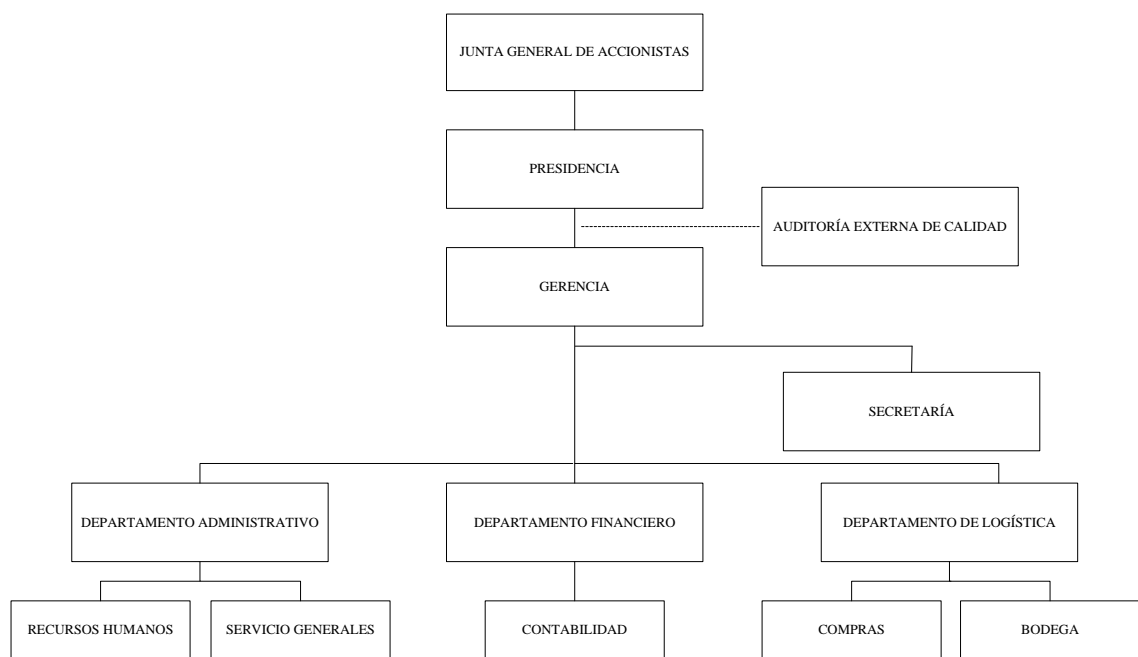 JUNTA GENERAL DE ACCIONISTAS
PRESIDENCIA
AUDITORÍA EXTERNA DE CALIDAD
GERENCIA
SECRETARÍA
DEPARTAMENTO ADMINISTRATIVO
DEPARTAMENTO FINANCIERO
DEPARTAMENTO DE LOGÍSTICA
RECURSOS HUMANOS
SERVICIO GENERALES
CONTABILIDAD
COMPRAS
BODEGA